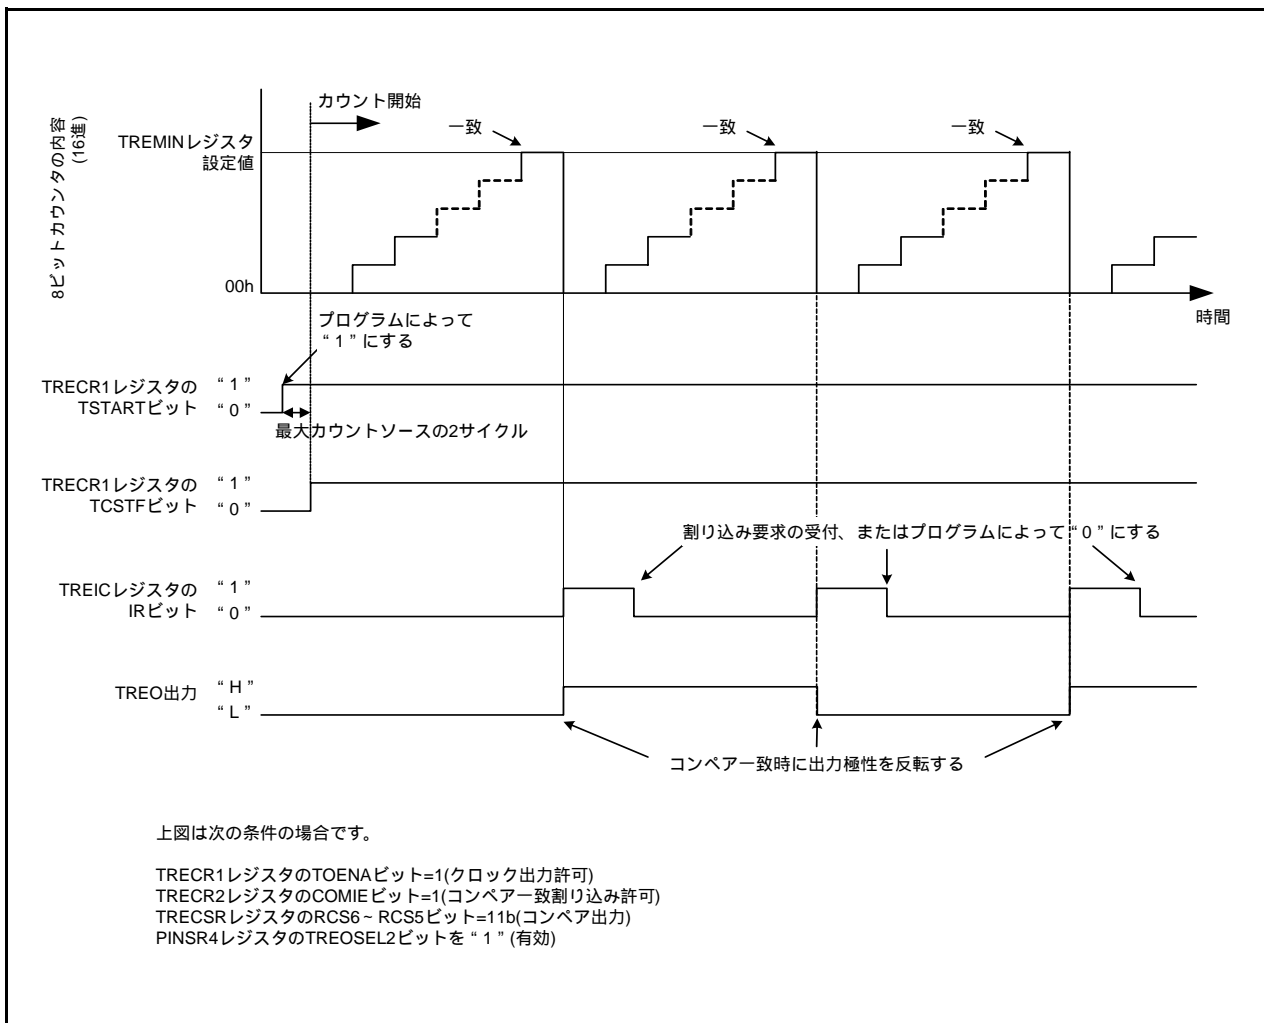 カウント開始
8ビットカウンタの内容
(16進)
TREMINレジスタ
設定値
一致
一致
一致
00h
時間
プログラムによって
“ 1 ” にする
TRECR1レジスタの
TSTARTビット
“ 1 ”
“ 0 ”
最大カウントソースの2サイクル
TRECR1レジスタの
TCSTFビット
“ 1 ”
“ 0 ”
割り込み要求の受付、またはプログラムによって “ 0 ” にする
TREICレジスタの
IRビット
“ 1 ”
“ 0 ”
TREO出力
“ H ”
“ L ”
コンペア一致時に出力極性を反転する
上図は次の条件の場合です。
TRECR1レジスタのTOENAビット=1(クロック出力許可)
TRECR2レジスタのCOMIEビット=1(コンペア一致割り込み許可)
TRECSRレジスタのRCS6 ~ RCS5ビット=11b(コンペア出力)
PINSR4レジスタのTREOSEL2ビットを “ 1 ” (有効)